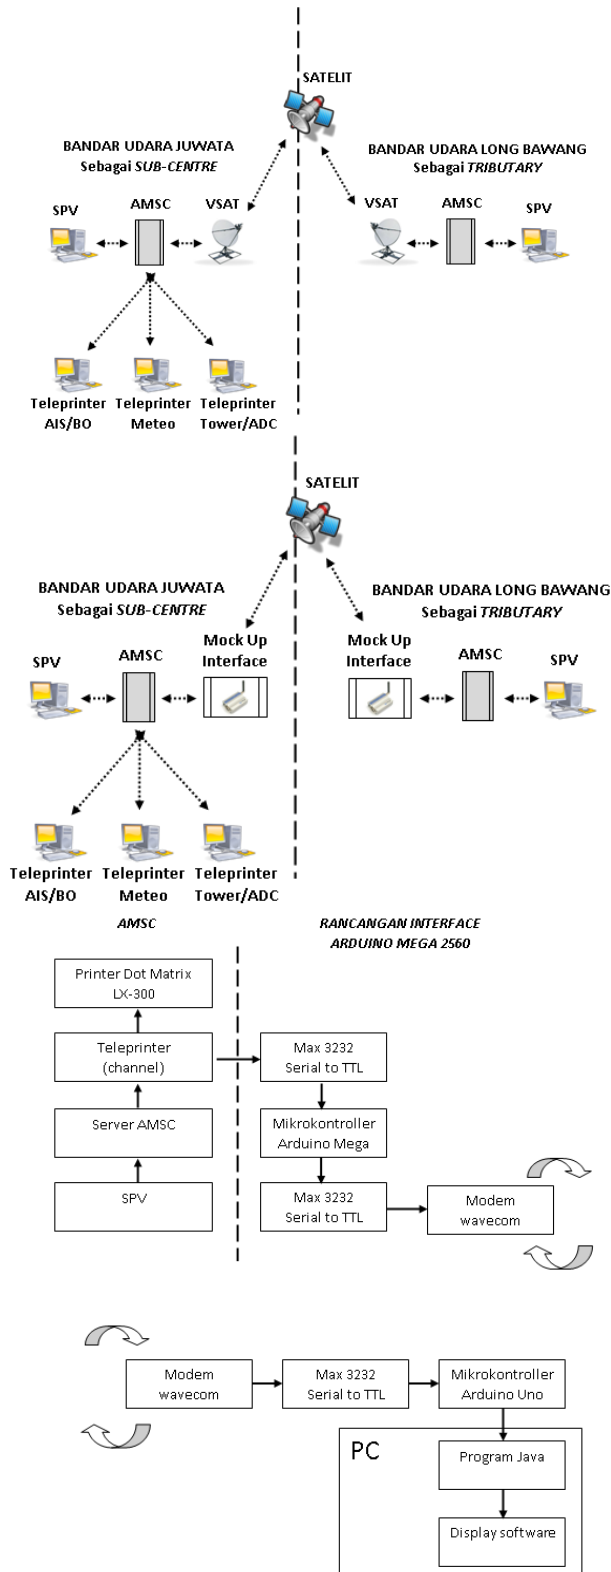 SATELIT
BANDAR UDARA JUWATA
Sebagai SUB-CENTRE
BANDAR UDARA LONG BAWANG
Sebagai TRIBUTARY
SPV
AMSC
VSAT
VSAT
AMSC
SPV
Teleprinter
AIS/BO
Teleprinter
Meteo
Teleprinter
Tower/ADC
SATELIT
BANDAR UDARA JUWATA
Sebagai SUB-CENTRE
BANDAR UDARA LONG BAWANG
Sebagai TRIBUTARY
SPV
AMSC
Mock Up
Interface
Mock Up
Interface
AMSC
SPV
Teleprinter
AIS/BO
Teleprinter
Meteo
Teleprinter
Tower/ADC
AMSC
RANCANGAN INTERFACE
ARDUINO MEGA 2560
Printer Dot Matrix
LX-300
Teleprinter
(channel)
Max 3232
Serial to TTL
Server AMSC
Mikrokontroller
Arduino Mega
SPV
Max 3232
Serial to TTL
Modem
wavecom
Modem
wavecom
Max 3232
Serial to TTL
Mikrokontroller
Arduino Uno
PC
Program Java
Display software